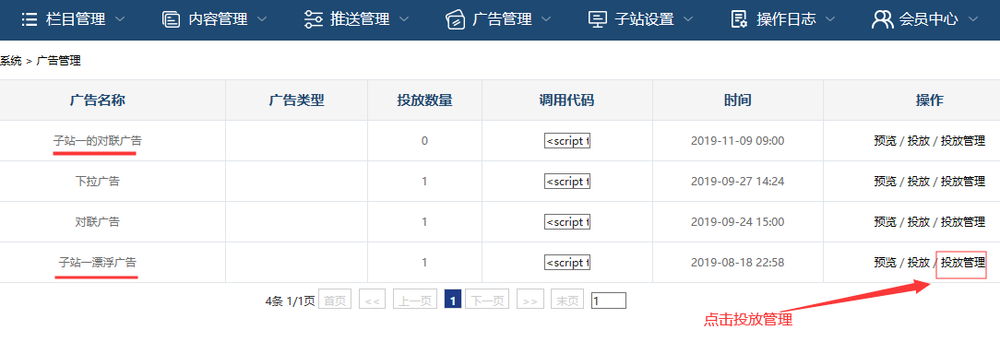 栏目管理 内容管理 推送管理 广告管理 子站设置 操作日志 会员中心
系统 > 广告管理
广告名称 广告类型 投放数量 调用代码 时间 操作
子站一的对联广告 0 <script t 2019-11-09 09:00 预览 / 投放 / 投放管理
下拉广告 1 <script t 2019-09-27 14:24 预览 / 投放 / 投放管理
对联广告 1 <script t 2019-09-24 15:00 预览 / 投放 / 投放管理
子站一漂浮广告 1 <script t 2019-08-18 22:58 预览 / 投放 / 投放管理
4条 1/1页 首页 << 上一页 1 下一页 >> 末页 1
点击投放管理